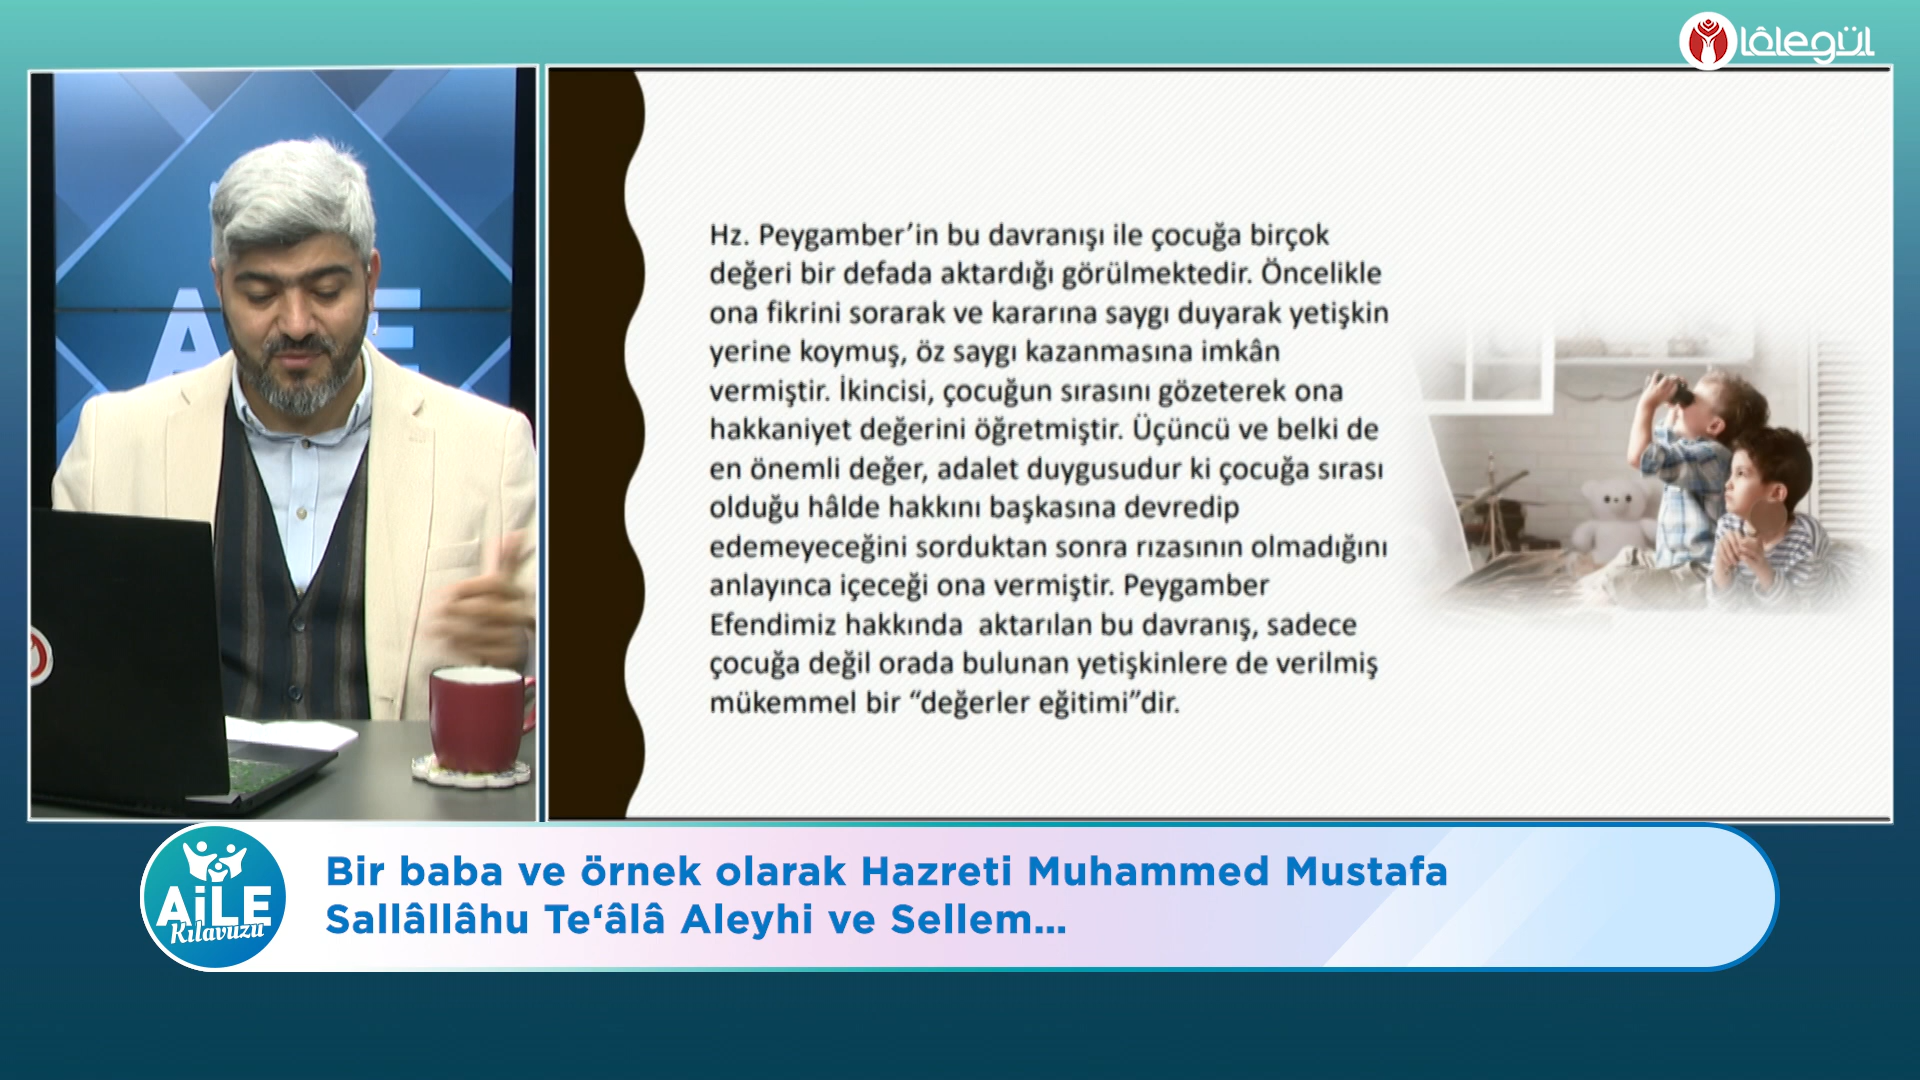 lâlegül
Hz. Peygamber’in bu davranışı ile çocuğa birçok
değeri bir defada aktardığı görülmektedir. Öncelikle
ona fikrini sorarak ve kararına saygı duyarak yetişkin
yerine koymuş, öz saygı kazanmasına imkân
vermiştir. İkincisi, çocuğun sırasını gözeterek ona
hakkaniyet değerini öğretmiştir. Üçüncü ve belki de
en önemli değer, adalet duygusudur ki çocuğa sırası
olduğu hâlde hakkını başkasına devredip
edemeyeceğini sorduktan sonra rızasının olmadığını
anlayınca içeceği ona vermiştir. Peygamber
Efendimiz hakkında  aktarılan bu davranış, sadece
çocuğa değil orada bulunan yetişkinlere de verilmiş
mükemmel bir “değerler eğitimi”dir.
AiLE
Kılavuzu
Bir baba ve örnek olarak Hazreti Muhammed Mustafa
Sallâllâhu Te‘âlâ Aleyhi ve Sellem...